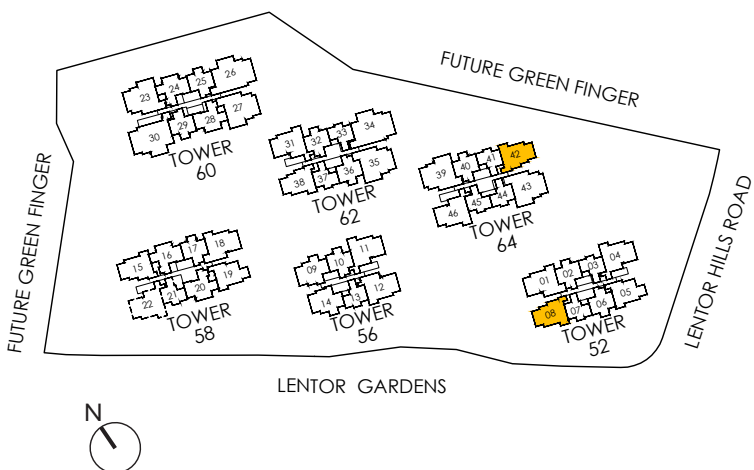 FUTURE GREEN FINGER
23 24 25 26
30 29 28 27
TOWER
60
31 32 33 34
38 37 36 35
TOWER
62
39 40 41 42
46 45 44 43
TOWER
64
FUTURE GREEN FINGER
15 16 17 18
22 21 20 19
TOWER
58
09 10 11
14 13 12
TOWER
56
01 02 03 04
08 07 06 05
TOWER
52
LENTOR HILLS ROAD
LENTOR GARDENS
N